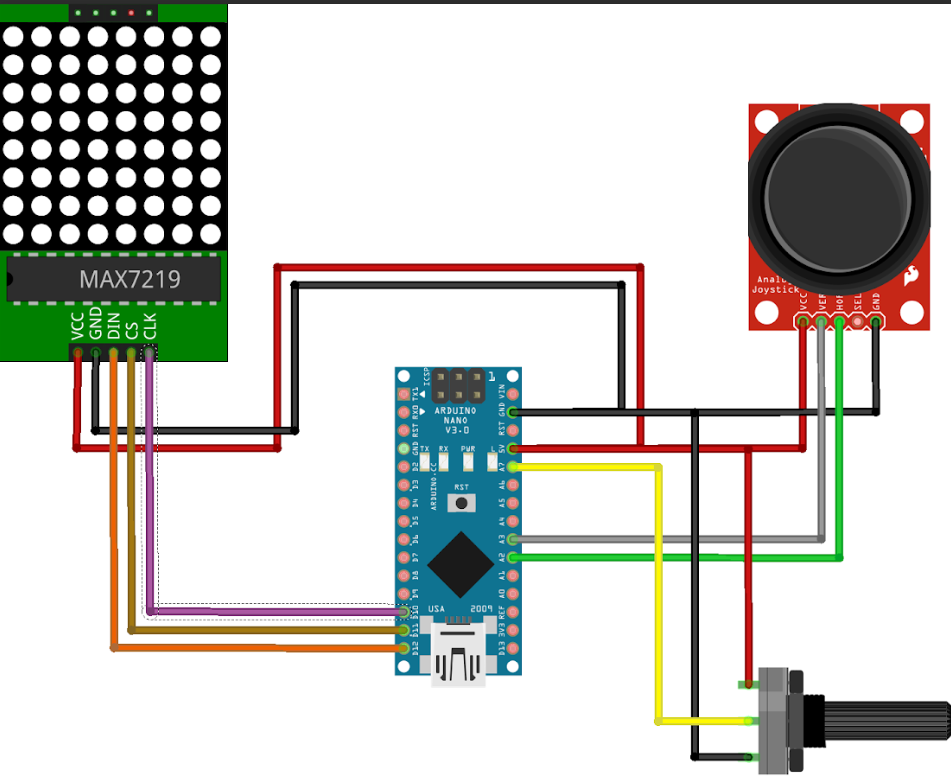 MAX7219
VCC
GND
DIN
CS
CLK
Analog
Joystick
VCC
VER
HOR
SEL
GND
ICSP
1
ARDUINO
NANO
V3.0
TX
RX
PWR
L
RST
ARDUINO.CC
USA
2009
TX1
RX0
RST
GND
D2
D3
D4
D5
D6
D7
D8
D9
D10
D11
D12
VIN
GND
RST
5V
A7
A6
A5
A4
A3
A2
A1
A0
REF
3V3
D13